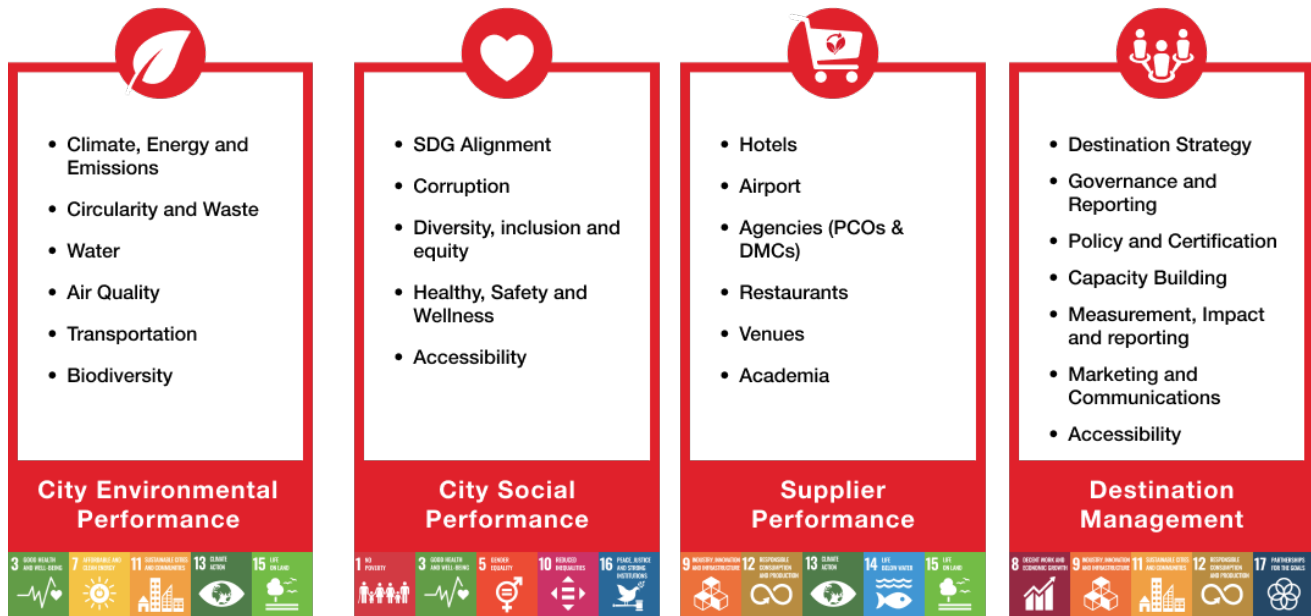 Climate, Energy and
Emissions
Circularity and Waste
Water
Air Quality
Transportation
Biodiversity
City Environmental
Performance
3 GOOD HEALTH
AND WELL-BEING
7 AFFORDABLE AND
CLEAN ENERGY
11 SUSTAINABLE CITIES
AND COMMUNITIES
13 CLIMATE
ACTION
15 LIFE
ON LAND
SDG Alignment
Corruption
Diversity, inclusion and
equity
Healthy, Safety and
Wellness
Accessibility
City Social
Performance
1 NO
POVERTY
3 GOOD HEALTH
AND WELL-BEING
5 GENDER
EQUALITY
10 REDUCED
INEQUALITIES
16 PEACE, JUSTICE
AND STRONG
INSTITUTIONS
Hotels
Airport
Agencies (PCOs &
DMCs)
Restaurants
Venues
Academia
Supplier
Performance
9 INDUSTRY, INNOVATION
AND INFRASTRUCTURE
12 RESPONSIBLE
CONSUMPTION
AND PRODUCTION
13 CLIMATE
ACTION
14 LIFE
BELOW WATER
15 LIFE
ON LAND
Destination Strategy
Governance and
Reporting
Policy and Certification
Capacity Building
Measurement, Impact
and reporting
Marketing and
Communications
Accessibility
Destination
Management
8 DECENT WORK AND
ECONOMIC GROWTH
9 INDUSTRY, INNOVATION
AND INFRASTRUCTURE
11 SUSTAINABLE CITIES
AND COMMUNITIES
12 RESPONSIBLE
CONSUMPTION
AND PRODUCTION
17 PARTNERSHIPS
FOR THE GOALS